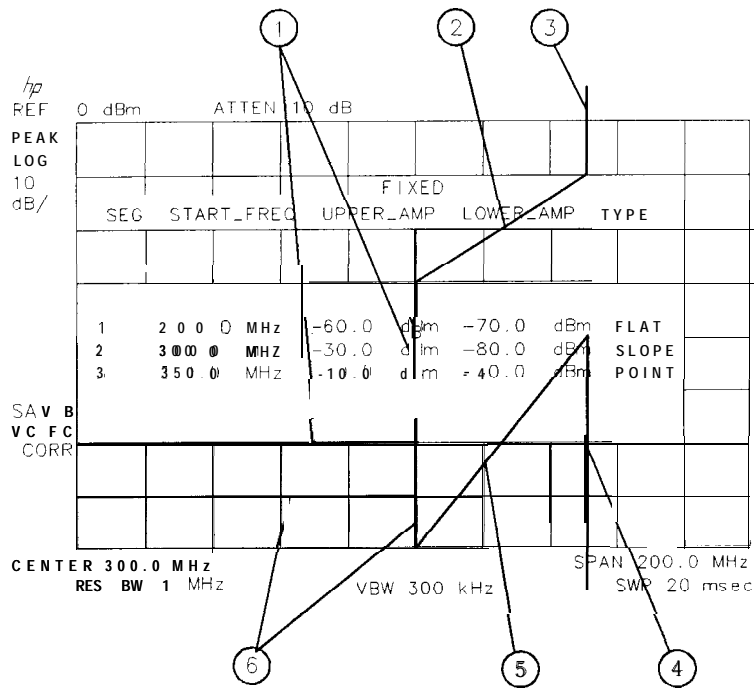 1 2 3
hp
REF 0 dBm ATTEN 10 dB
PEAK
LOG
10
dB/
FIXED
SEG START_FREQ UPPER_AMP LOWER_AMP TYPE
1 200 0 MHz -60.0 dBm -70.0 dBm FLAT
2 300 0 MHZ -30.0 dBm -80.0 dBm SLOPE
3 350.0 MHz -10.0 dBm -40.0 dBm POINT
SAV B
VC FC
CORR
CENTER 300.0 MHz SPAN 200.0 MHz
RES BW 1 MHz VBW 300 kHz SWP 20 msec
6 5 4